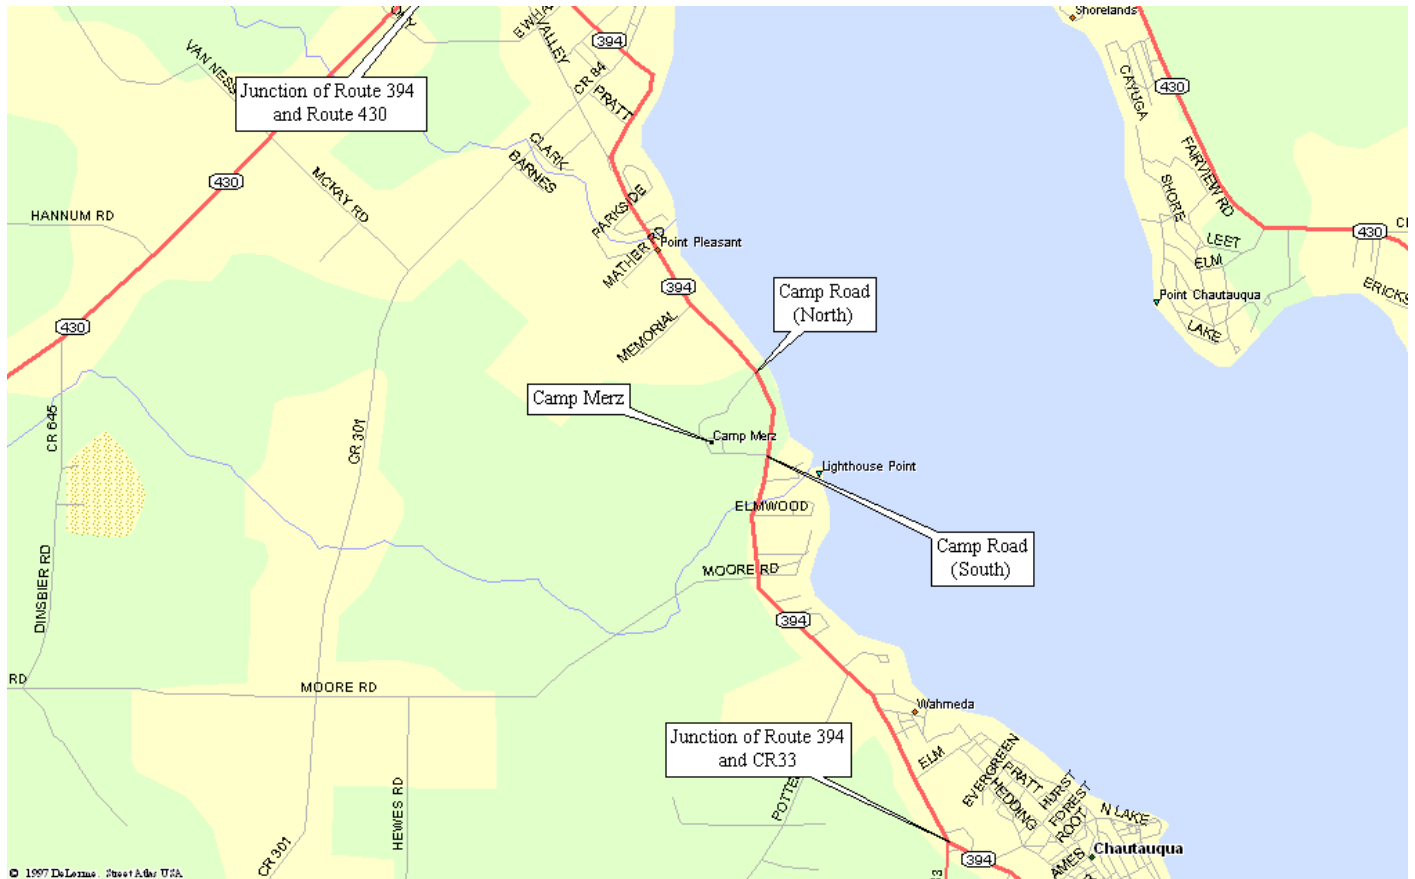 Shorelands
E WHA
VALLEY
394
VAN NESS
CR 84
PRATT
CAYUGA
430
Junction of Route 394
and Route 430
CLARK
BARNES
FAIRVIEW RD
430
MCKAY RD
SHORE
HANNUM RD
PARKSIDE
MATHER RD
Point Pleasant
LEET
ELM
430
394
Camp Road
(North)
Point Chautauqua
ERICKS
430
MEMORIAL
LAKE
Camp Merz
CR 645
CR 301
Camp Merz
Lighthouse Point
ELMWOOD
Camp Road
(South)
DINSBIER RD
MOORE RD
394
RD
MOORE RD
Wahmeda
Junction of Route 394
and CR33
ELM
EVERGREEN
PRATT
HEDDING
HURST
FOREST
ROOT
N LAKE
POTTE
HEWES RD
CR 301
394
AMES
Chautauqua
33
© 1997 DeLorme. Street Atlas USA